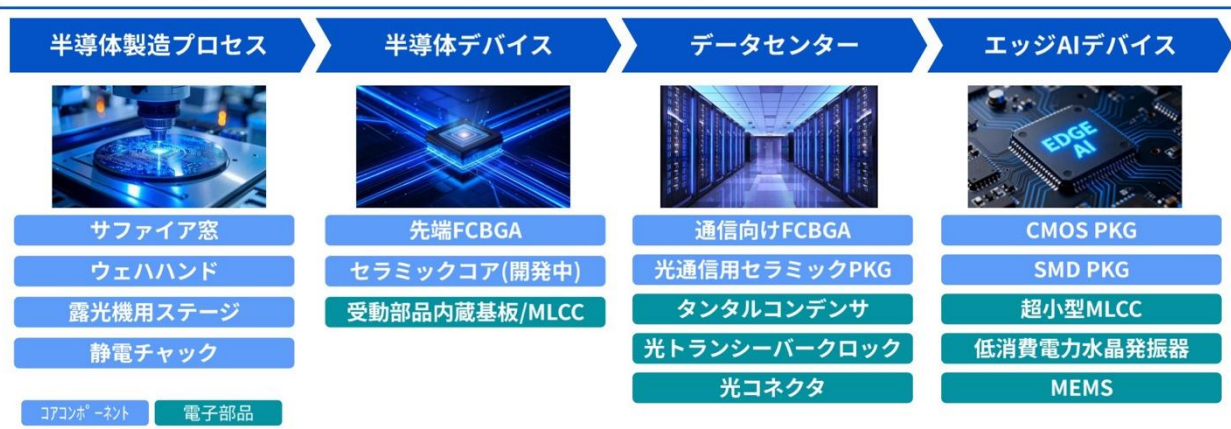 半導体製造プロセス
半導体デバイス
データセンター
エッジAIデバイス
EDGE
AI
サファイア窓
ウェハハンド
露光機用ステージ
静電チャック
先端FCBGA
セラミックコア(開発中)
受動部品内蔵基板/MLCC
通信向けFCBGA
光通信用セラミックPKG
タンタルコンデンサ
光トランシーバークロック
光コネクタ
CMOS PKG
SMD PKG
超小型MLCC
低消費電力水晶発振器
MEMS
コアコンポーネント
電子部品